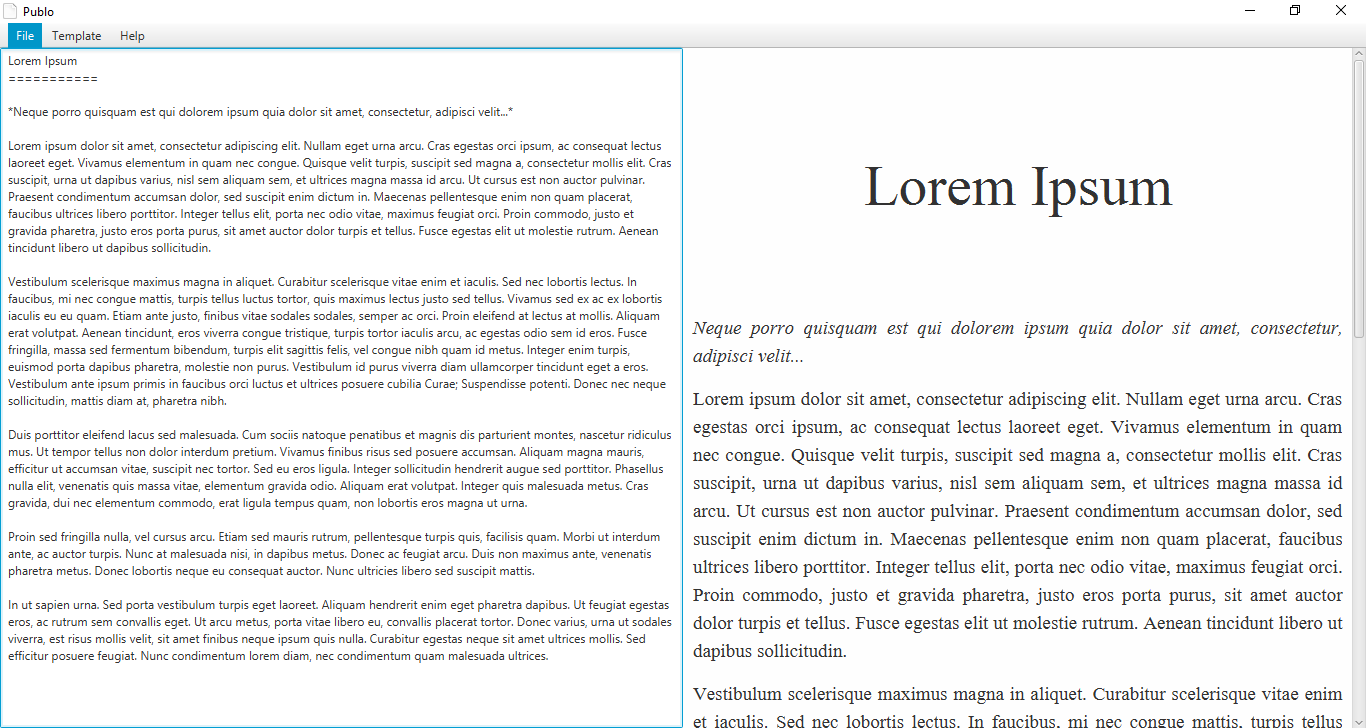 Publo
File Template Help
Lorem Ipsum
===========
*Neque porro quisquam est qui dolorem ipsum quia dolor sit amet, consectetur, adipisci velit...*
Lorem ipsum dolor sit amet, consectetur adipiscing elit. Nullam eget urna arcu. Cras egestas orci ipsum, ac consequat lectus
laoreet eget. Vivamus elementum in quam nec congue. Quisque velit turpis, suscipit sed magna a, consectetur mollis elit. Cras
suscipit, urna ut dapibus varius, nisl sem aliquam sem, et ultrices magna massa id arcu. Ut cursus est non auctor pulvinar.
Praesent condimentum accumsan dolor, sed suscipit enim dictum in. Maecenas pellentesque enim non quam placerat,
faucibus ultrices libero porttitor. Integer tellus elit, porta nec odio vitae, maximus feugiat orci. Proin commodo, justo et
gravida pharetra, justo eros porta purus, sit amet auctor dolor turpis et tellus. Fusce egestas elit ut molestie rutrum. Aenean
tincidunt libero ut dapibus sollicitudin.
Vestibulum scelerisque maximus magna in aliquet. Curabitur scelerisque vitae enim et iaculis. Sed nec lobortis lectus. In
faucibus, mi nec congue mattis, turpis tellus luctus tortor, quis maximus lectus justo sed tellus. Vivamus sed ex ac ex lobortis
iaculis eu eu quam. Etiam ante justo, finibus vitae sodales sodales, semper ac orci. Proin eleifend at lectus at mollis. Aliquam
erat volutpat. Aenean tincidunt, eros viverra congue tristique, turpis tortor iaculis arcu, ac egestas odio sem id eros. Fusce
fringilla, massa sed fermentum bibendum, turpis elit sagittis felis, vel congue nibh quam id metus. Integer enim turpis,
euismod porta dapibus pharetra, molestie non purus. Vestibulum id purus viverra diam ullamcorper tincidunt eget a eros.
Vestibulum ante ipsum primis in faucibus orci luctus et ultrices posuere cubilia Curae; Suspendisse potenti. Donec nec neque
sollicitudin, mattis diam at, pharetra nibh.
Duis porttitor eleifend lacus sed malesuada. Cum sociis natoque penatibus et magnis dis parturient montes, nascetur ridiculus
mus. Ut tempor tellus non dolor interdum pretium. Vivamus finibus risus sed posuere accumsan. Aliquam magna mauris,
efficitur ut accumsan vitae, suscipit nec tortor. Sed eu eros ligula. Integer sollicitudin hendrerit augue sed porttitor. Phasellus
nulla elit, venenatis quis massa vitae, elementum gravida odio. Aliquam erat volutpat. Integer quis malesuada metus. Cras
gravida, dui nec elementum commodo, erat ligula tempus quam, non lobortis eros magna ut urna.
Proin sed fringilla nulla, vel cursus arcu. Etiam sed mauris rutrum, pellentesque turpis quis, facilisis quam. Morbi ut interdum
ante, ac auctor turpis. Nunc at malesuada nisi, in dapibus metus. Donec ac feugiat arcu. Duis non maximus ante, venenatis
pharetra metus. Donec lobortis neque eu consequat auctor. Nunc ultricies libero sed suscipit mattis.
In ut sapien urna. Sed porta vestibulum turpis eget laoreet. Aliquam hendrerit enim eget pharetra dapibus. Ut feugiat egestas
eros, ac rutrum sem convallis eget. Ut arcu metus, porta vitae libero eu, convallis placerat tortor. Donec varius, urna ut sodales
viverra, est risus mollis velit, sit amet finibus neque ipsum quis nulla. Curabitur egestas neque sit amet ultrices mollis. Sed
efficitur posuere feugiat. Nunc condimentum lorem diam, nec condimentum quam malesuada ultrices.
Lorem Ipsum
Neque porro quisquam est qui dolorem ipsum quia dolor sit amet, consectetur,
adipisci velit...
Lorem ipsum dolor sit amet, consectetur adipiscing elit. Nullam eget urna arcu. Cras
egestas orci ipsum, ac consequat lectus laoreet eget. Vivamus elementum in quam
nec congue. Quisque velit turpis, suscipit sed magna a, consectetur mollis elit. Cras
suscipit, urna ut dapibus varius, nisl sem aliquam sem, et ultrices magna massa id
arcu. Ut cursus est non auctor pulvinar. Praesent condimentum accumsan dolor, sed
suscipit enim dictum in. Maecenas pellentesque enim non quam placerat, faucibus
ultrices libero porttitor. Integer tellus elit, porta nec odio vitae, maximus feugiat orci.
Proin commodo, justo et gravida pharetra, justo eros porta purus, sit amet auctor
dolor turpis et tellus. Fusce egestas elit ut molestie rutrum. Aenean tincidunt libero ut
dapibus sollicitudin.
Vestibulum scelerisque maximus magna in aliquet. Curabitur scelerisque vitae enim
et iaculis. Sed nec lobortis lectus. In faucibus, mi nec congue mattis, turpis tellus